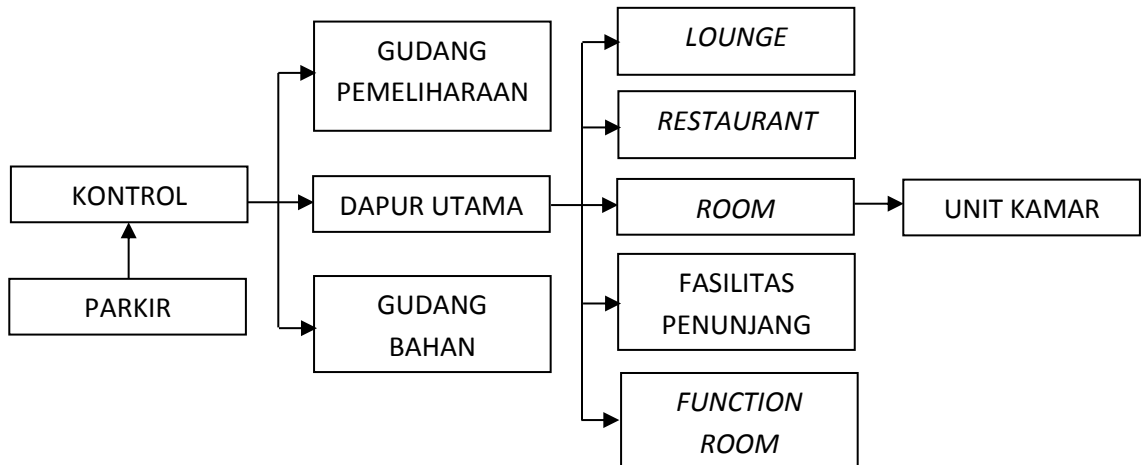 KONTROL
PARKIR
GUDANG
PEMELIHARAAN
DAPUR UTAMA
GUDANG
BAHAN
LOUNGE
RESTAURANT
ROOM
FASILITAS
PENUNJANG
FUNCTION
ROOM
UNIT KAMAR